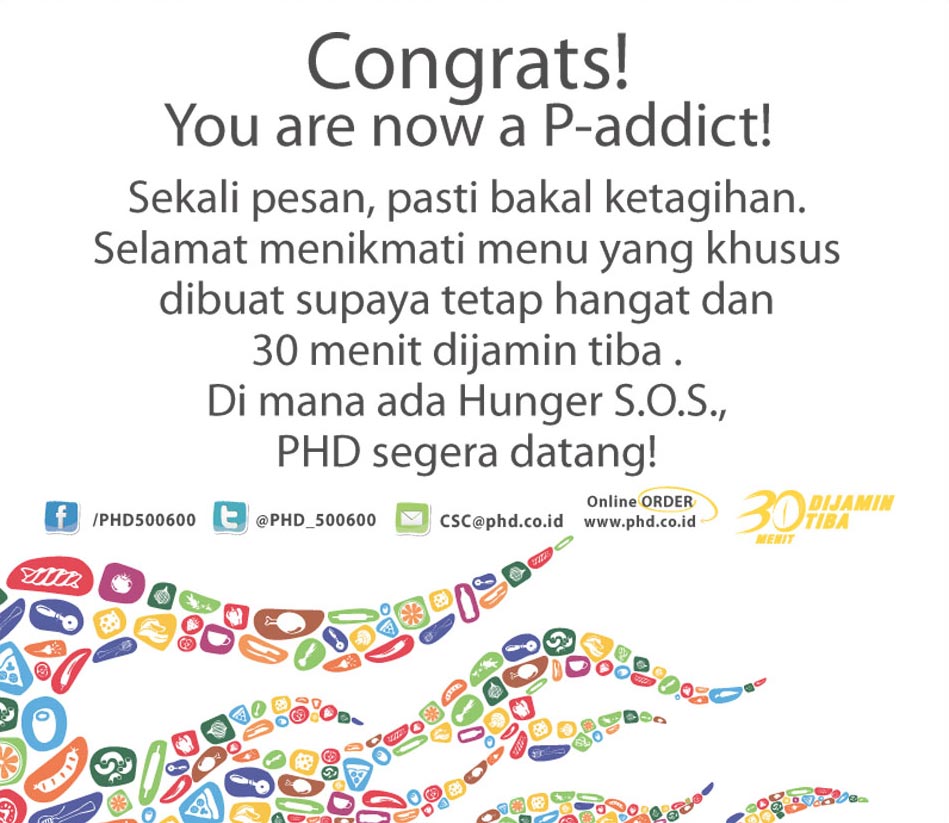 Congrats!
You are now a P-addict!
Sekali pesan, pasti bakal ketagihan.
Selamat menikmati menu yang khusus
dibuat supaya tetap hangat dan
30 menit dijamin tiba .
Di mana ada Hunger S.O.S.,
PHD segera datang!
/PHD500600
@PHD_500600
CSC@phd.co.id
Online ORDER
www.phd.co.id
30 DIJAMIN
MENIT TIBA